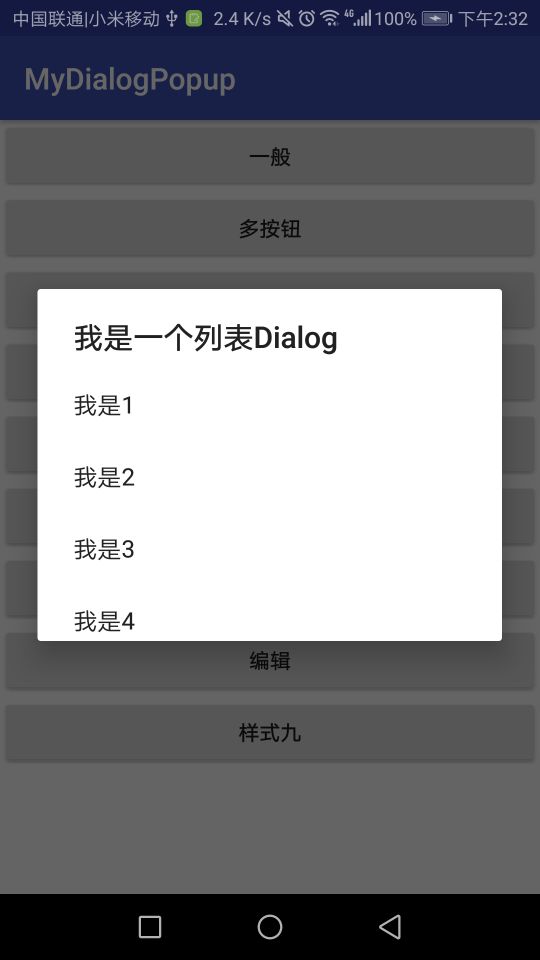 中国联通|小米移动 2.4 K/s 4G 100% 下午2:32
MyDialogPopup
一般
多按钮
我是一个列表Dialog
我是1
我是2
我是3
我是4
编辑
样式九